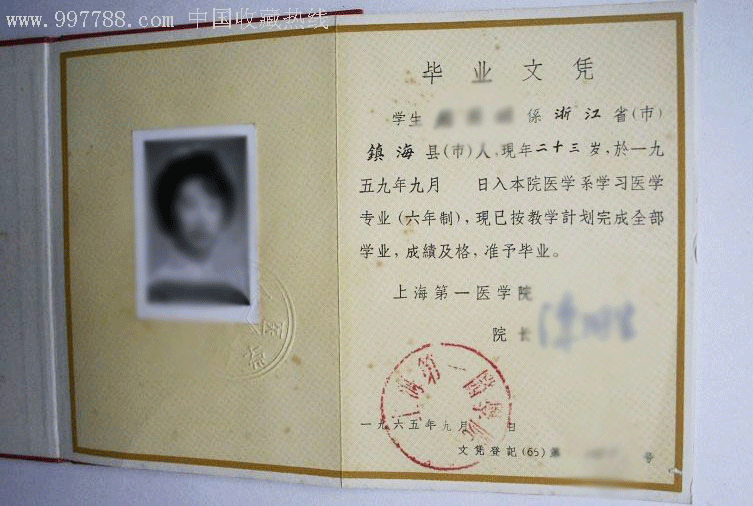 www.997788.com 中国收藏热线
毕业文凭
学生 係浙江省(市)
鎮海县(市)人,现年二十三岁,於一九
五九年九月 日入本院医学系学习医学
专业(六年制),现已按教学計划完成全部
学业,成績及格,准予毕业。
上海第一医学院
院长
上海第一医学院
一九六五年九月 日
文凭登記(65)第 号